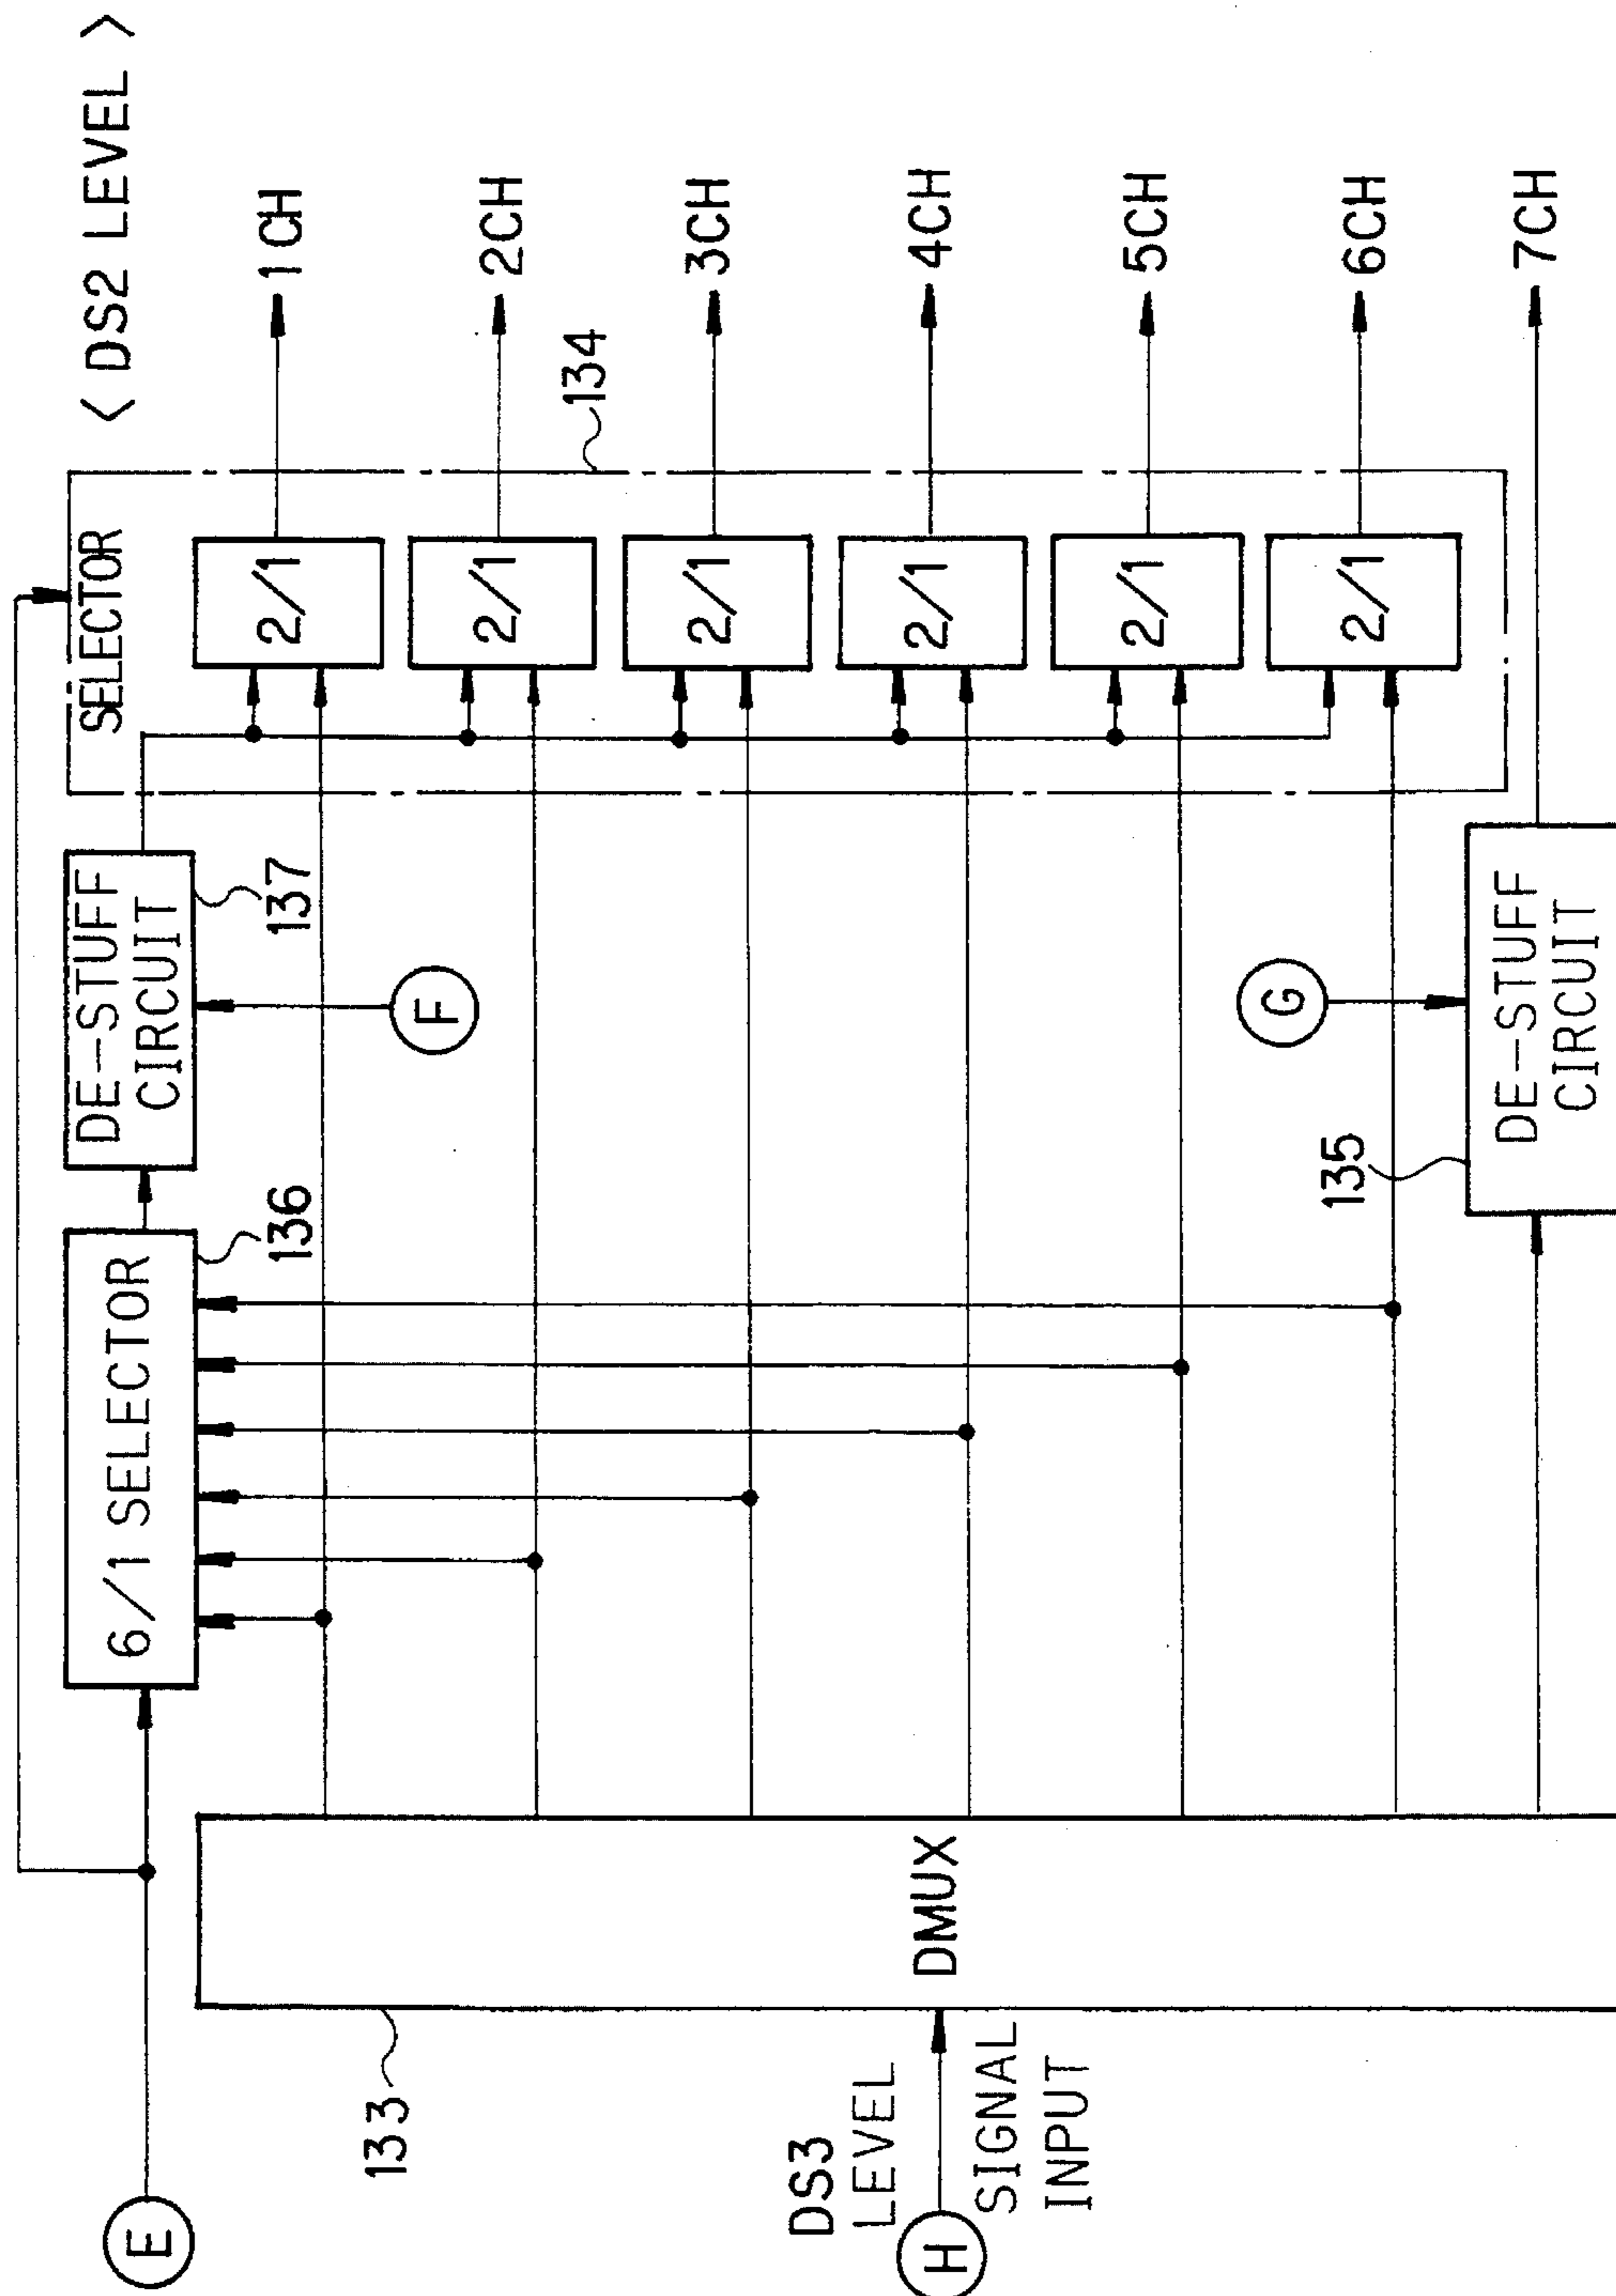 < DS2 LEVEL >
E
6/1 SELECTOR
136
DE-STUFF
CIRCUIT
137
F
SELECTOR
134
2/1
1CH
2/1
2CH
2/1
3CH
2/1
4CH
2/1
5CH
2/1
6CH
7CH
133
DMUX
DS3
LEVEL
H
SIGNAL
INPUT
G
135
DE-STUFF
CIRCUIT